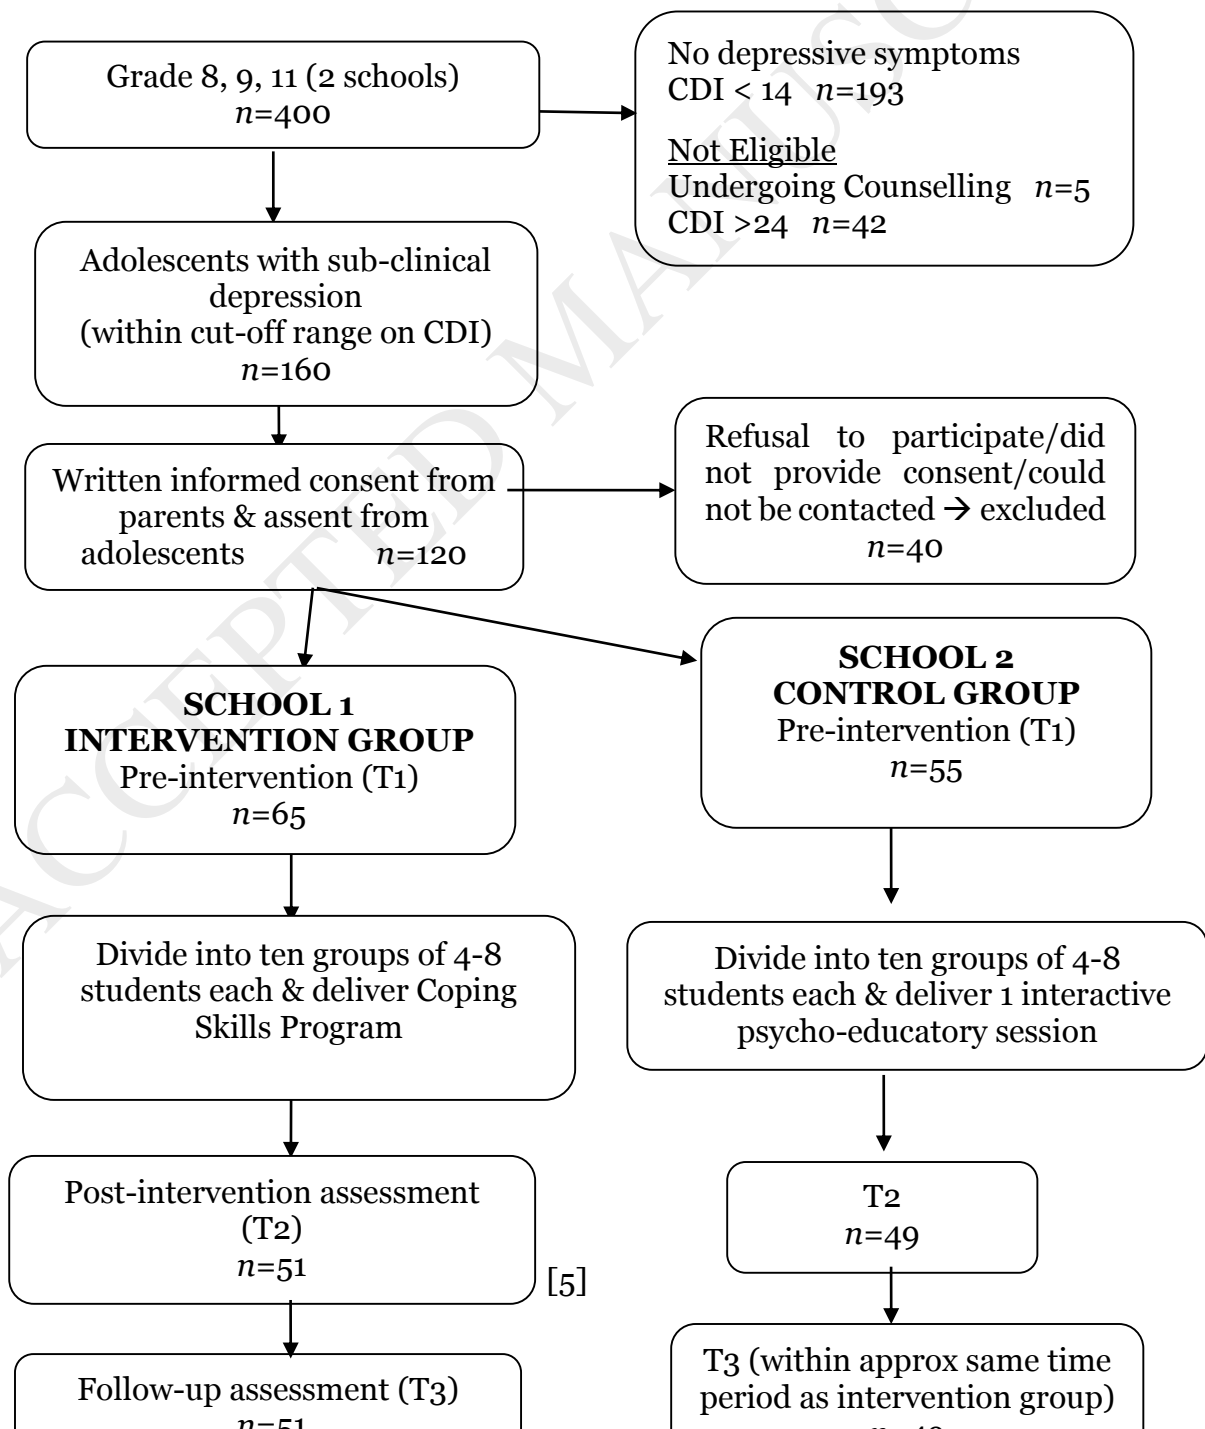 Grade 8, 9, 11 (2 schools)
n=400
No depressive symptoms
CDI < 14 n=193
Not Eligible
Undergoing Counselling n=5
CDI >24 n=42
Adolescents with sub-clinical
depression
(within cut-off range on CDI)
n=160
Written informed consent from
parents & assent from
adolescents n=120
Refusal to participate/did
not provide consent/could
not be contacted → excluded
n=40
SCHOOL 1
INTERVENTION GROUP
Pre-intervention (T1)
n=65
SCHOOL 2
CONTROL GROUP
Pre-intervention (T1)
n=55
Divide into ten groups of 4-8
students each & deliver Coping
Skills Program
Divide into ten groups of 4-8
students each & deliver 1 interactive
psycho-educatory session
Post-intervention assessment
(T2)
n=51
[5]
T2
n=49
Follow-up assessment (T3)
n=51
T3 (within approx same time
period as intervention group)
ACCEPTED MANUSC